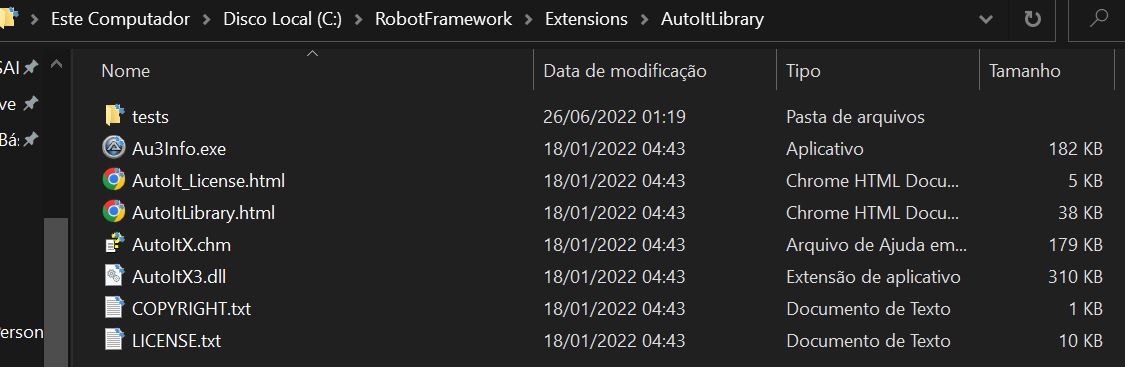 Este Computador > Disco Local (C:) > RobotFramework > Extensions > AutoItLibrary
Nome Data de modificação Tipo Tamanho
tests 26/06/2022 01:19 Pasta de arquivos
Au3Info.exe 18/01/2022 04:43 Aplicativo 182 KB
AutoIt_License.html 18/01/2022 04:43 Chrome HTML Docu... 5 KB
AutoItLibrary.html 18/01/2022 04:43 Chrome HTML Docu... 38 KB
AutoItX.chm 18/01/2022 04:43 Arquivo de Ajuda em... 179 KB
AutoItX3.dll 18/01/2022 04:43 Extensão de aplicativo 310 KB
COPYRIGHT.txt 18/01/2022 04:43 Documento de Texto 1 KB
LICENSE.txt 18/01/2022 04:43 Documento de Texto 10 KB